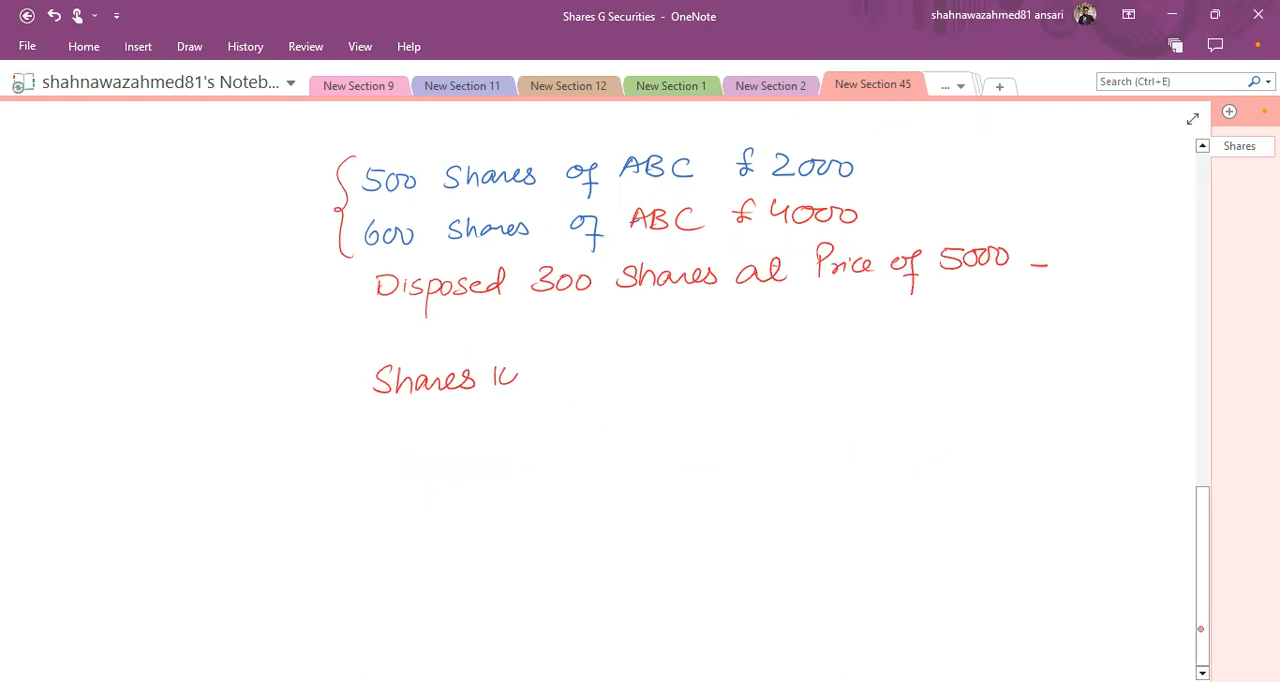 Shares G Securities - OneNote
shahnawazahmed81 ansari
File Home Insert Draw History Review View Help
shahnawazahmed81's Noteb... New Section 9 New Section 11 New Section 12 New Section 1 New Section 2 New Section 45 ...
Search (Ctrl+E)
Shares
500 Shares of ABC £ 2000
600 Shares of ABC £ 4000
Disposed 300 Shares at Price of 5000 -
Shares